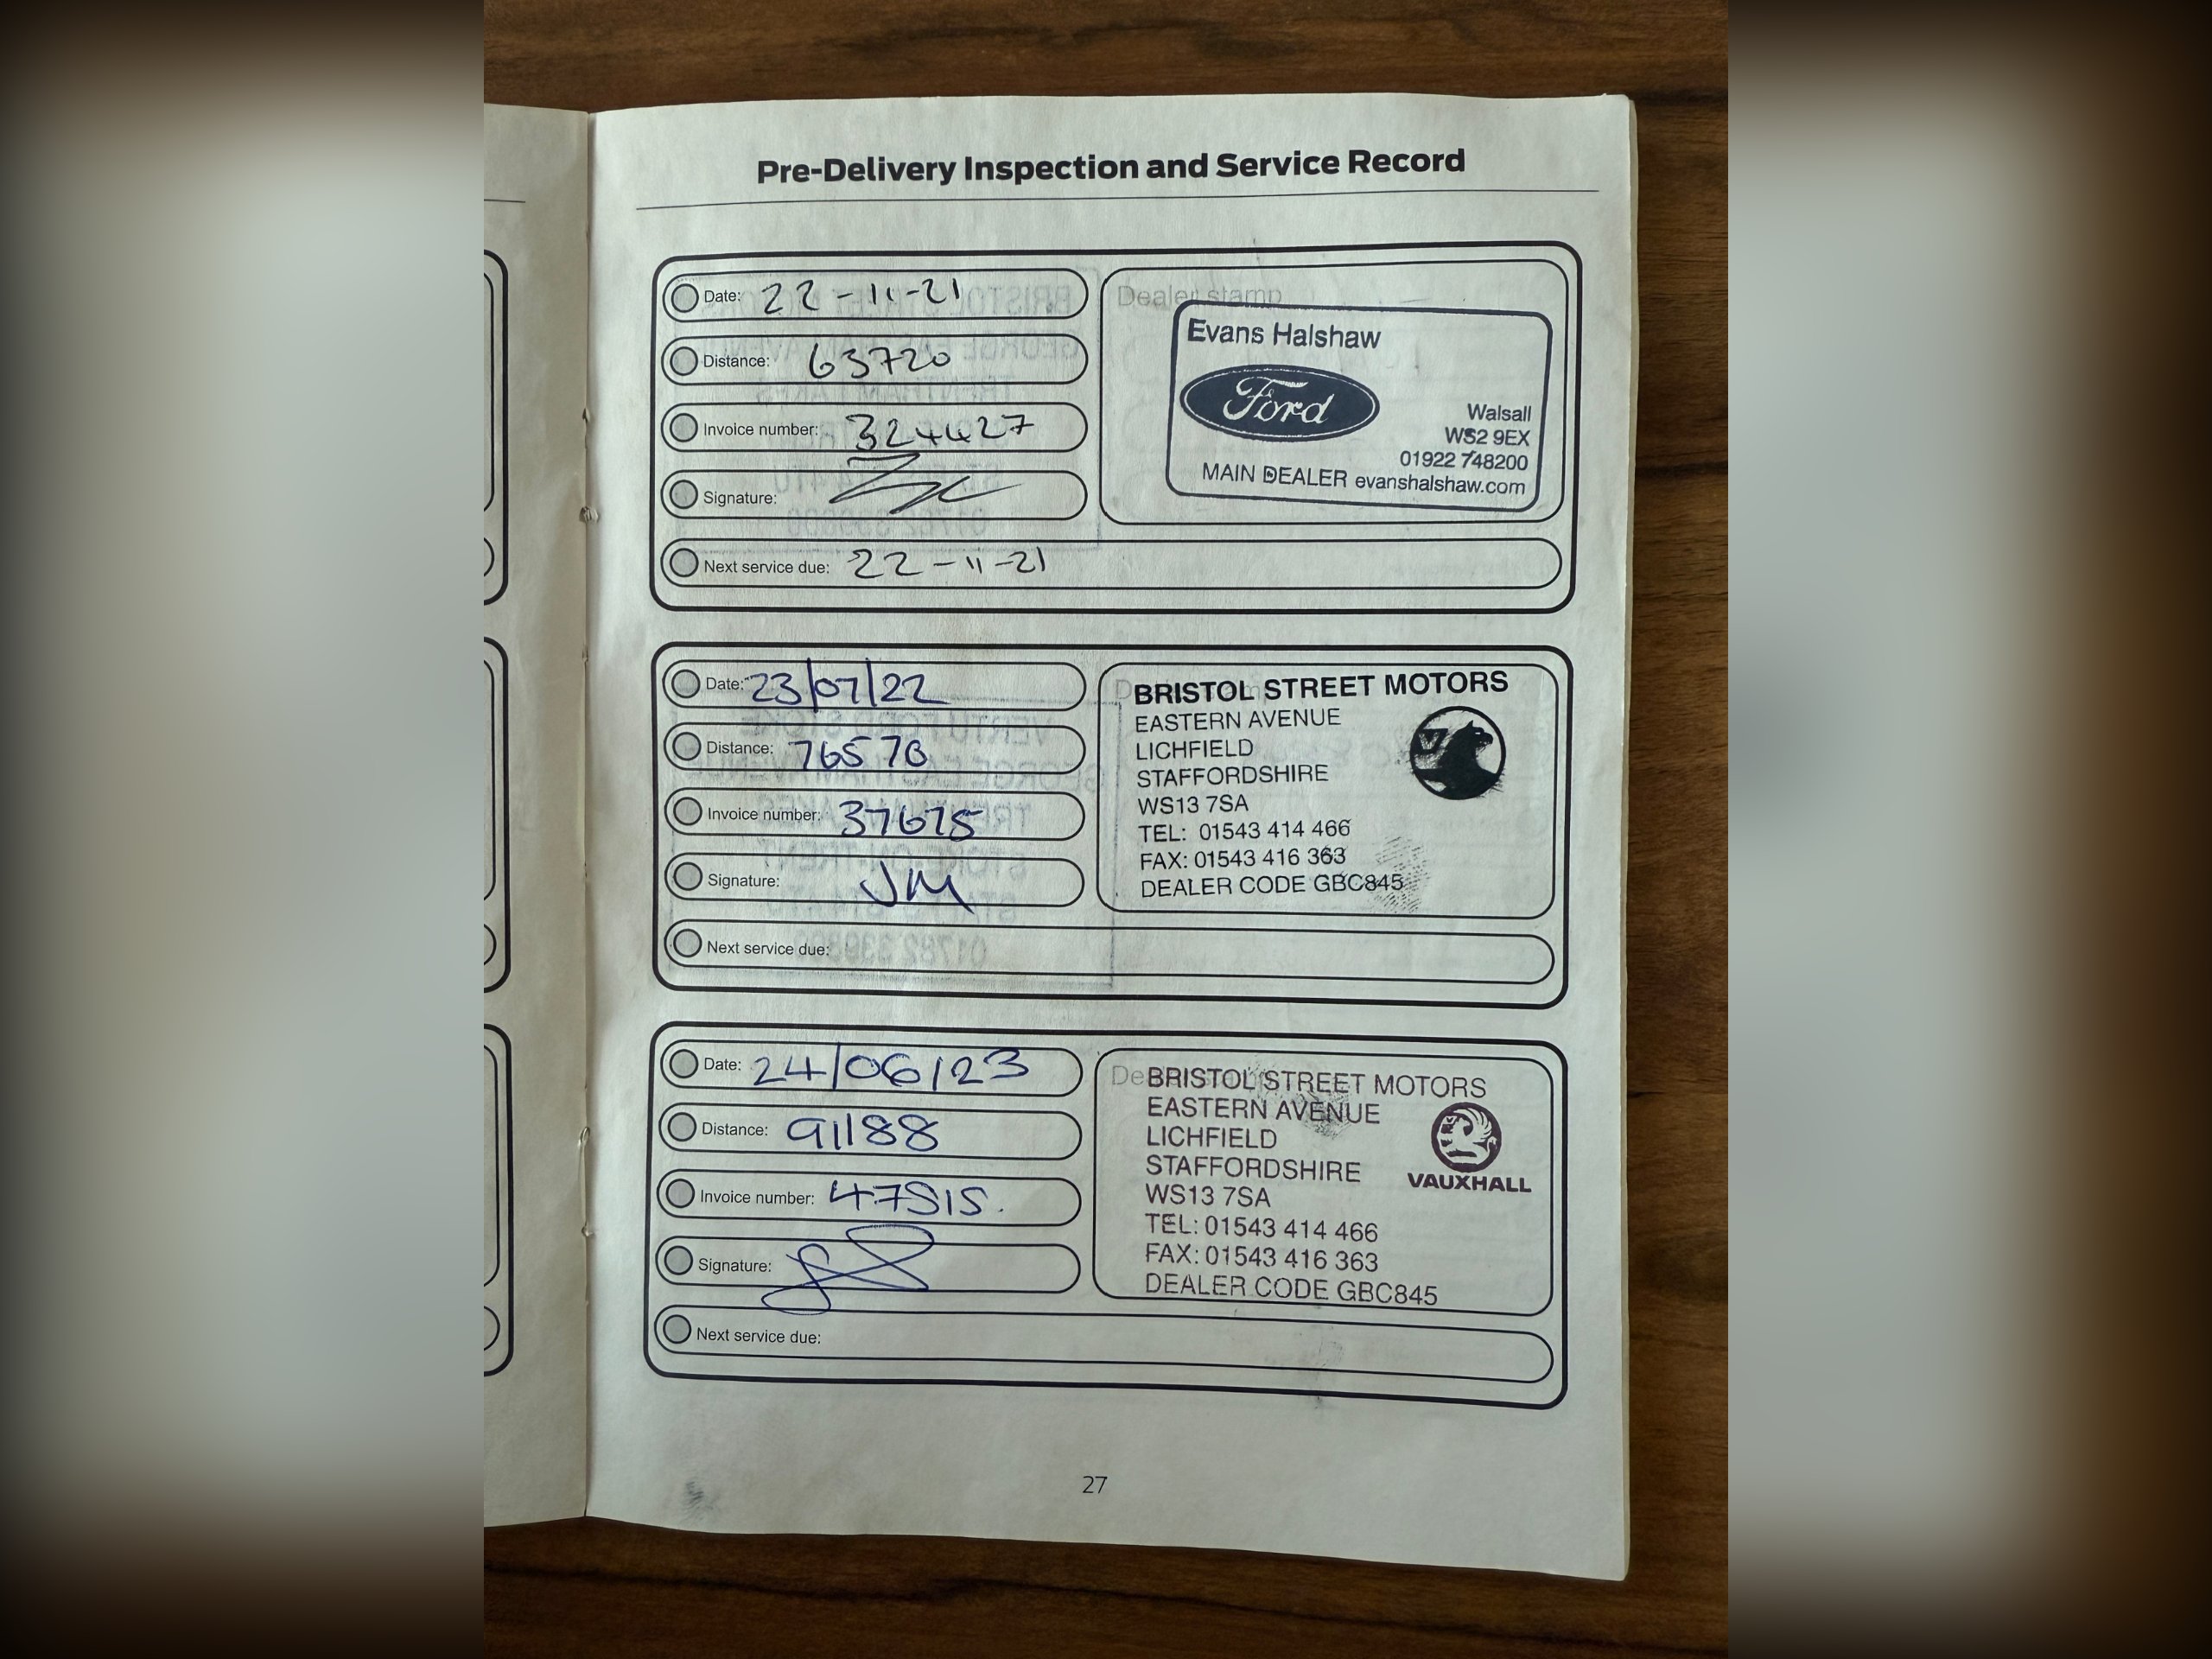 Pre-Delivery Inspection and Service Record
Date: 22-11-21
Distance: 63720
Invoice number: 324427
Signature:
Next service due: 22-11-21
Dealer stamp
Evans Halshaw
Ford
Walsall
WS2 9EX
01922 748200
MAIN DEALER evanshalshaw.com
Date: 23/07/22
Distance: 76570
Invoice number: 37675
Signature: JM
Next service due:
BRISTOL STREET MOTORS
EASTERN AVENUE
LICHFIELD
STAFFORDSHIRE
WS13 7SA
TEL: 01543 414 466
FAX: 01543 416 363
DEALER CODE GBC845
Date: 24/06/23
Distance: 91188
Invoice number: 47515.
Signature:
Next service due:
BRISTOL STREET MOTORS
EASTERN AVENUE
LICHFIELD
STAFFORDSHIRE
WS13 7SA
VAUXHALL
TEL: 01543 414 466
FAX: 01543 416 363
DEALER CODE GBC845
27